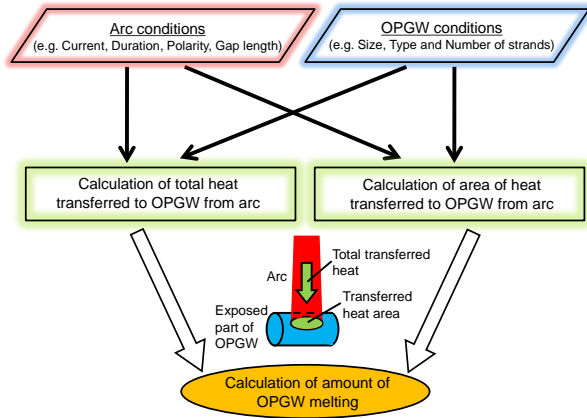 Arc conditions
(e.g. Current, Duration, Polarity, Gap length)
OPGW conditions
(e.g. Size, Type and Number of strands)
Calculation of total heat
transferred to OPGW from arc
Calculation of area of heat
transferred to OPGW from arc
Arc
Total transferred
heat
Transferred
heat area
Exposed
part of
OPGW
Calculation of amount of
OPGW melting